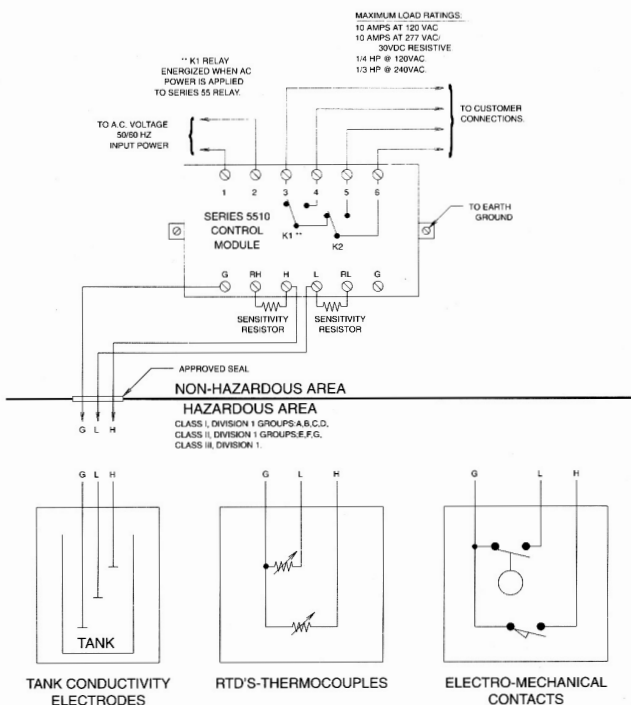 MAXIMUM LOAD RATINGS:
10 AMPS AT 120 VAC
10 AMPS AT 277 VAC/
30VDC RESISTIVE
1/4 HP @ 120VAC.
1/3 HP @ 240VAC.
** K1 RELAY
ENERGIZED WHEN AC
POWER IS APPLIED
TO SERIES 55 RELAY.
TO A.C. VOLTAGE
50/60 HZ
INPUT POWER
TO CUSTOMER
CONNECTIONS.
1 2 3 4 5 6
SERIES 5510
CONTROL
MODULE
K1 **
K2
TO EARTH
GROUND
G RH H L RL G
SENSITIVITY
RESISTOR
SENSITIVITY
RESISTOR
APPROVED SEAL
NON-HAZARDOUS AREA
HAZARDOUS AREA
CLASS I, DIVISION 1 GROUPS:A,B,C,D,
CLASS II, DIVISION 1 GROUPS:E,F,G,
CLASS III, DIVISION 1.
G L H
G L H
TANK
TANK CONDUCTIVITY
ELECTRODES
G L H
RTD'S-THERMOCOUPLES
G L H
ELECTRO-MECHANICAL
CONTACTS